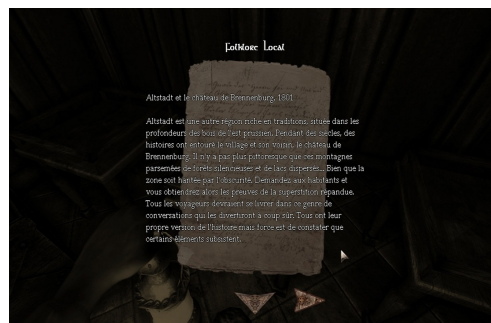 Folklore Local
Altstadt et le château de Brennenburg, 1801
Altstadt est une autre région riche en traditions, située dans les
profondeurs des bois de l'est prussien. Pendant des siècles, des
histoires ont entouré le village et son voisin, le château de
Brennenburg. Il n'y a pas plus pittoresque que ces montagnes
parsemées de forêts silencieuses et de lacs dispersés... Bien que la
zone soit hantée par l'obscurité. Demandez aux habitants et
vous obtiendrez alors les preuves de la superstition répandue.
Tous les voyageurs devraient se livrer dans ce genre de
conversations qui les divertiront à coup sûr. Tous ont leur
propre version de l'histoire mais force est de constater que
certains éléments subsistent.